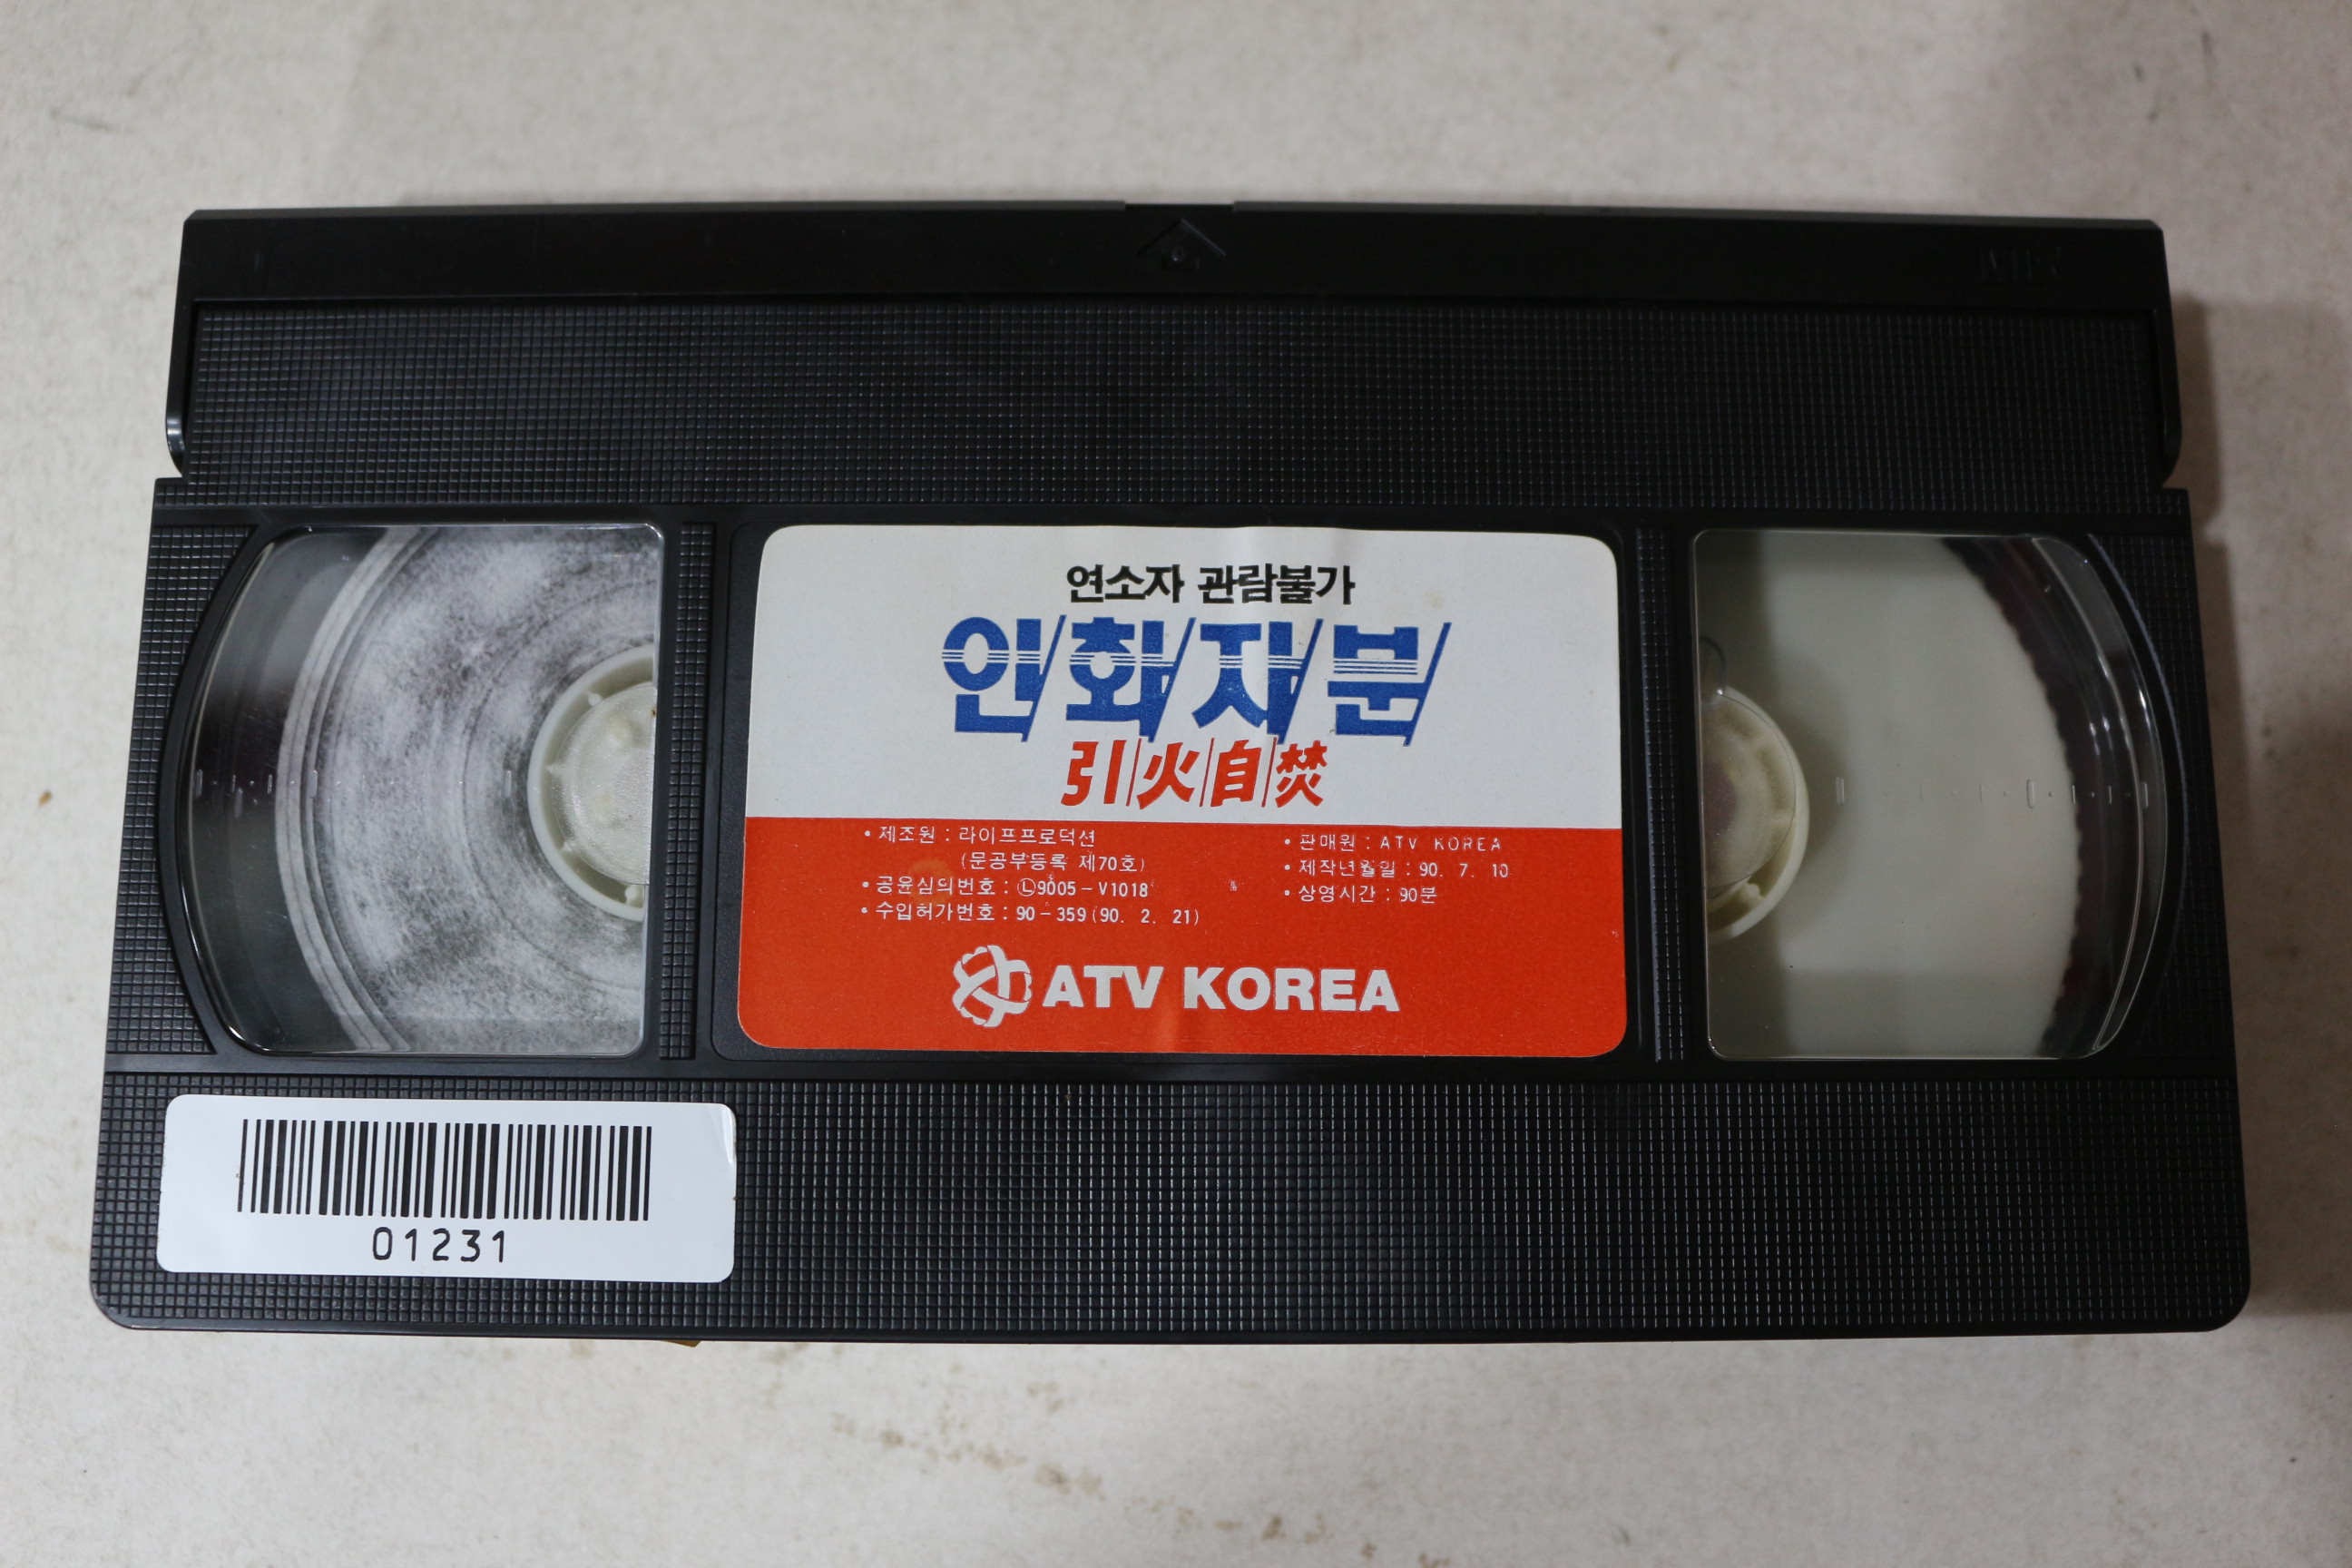 VHS
연소자 관람불가
인화자분
引火自焚
• 제조원 : 라이프프로덕션
(문공부등록 제70호)
• 공윤심의번호 : Ⓛ9005-V1018
• 수입허가번호 : 90-359 (90. 2. 21)
• 판매원 : ATV KOREA
• 제작년월일 : 90. 7. 10
• 상영시간 : 90분
ATV KOREA
01231